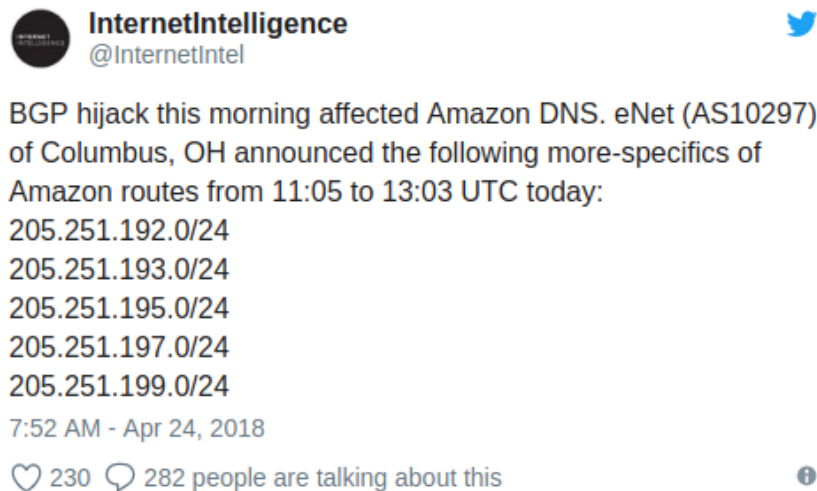 InternetIntelligence
@InternetIntel
INTERNET
INTELLIGENCE
BGP hijack this morning affected Amazon DNS. eNet (AS10297)
of Columbus, OH announced the following more-specifics of
Amazon routes from 11:05 to 13:03 UTC today:
205.251.192.0/24
205.251.193.0/24
205.251.195.0/24
205.251.197.0/24
205.251.199.0/24
7:52 AM - Apr 24, 2018
230 282 people are talking about this